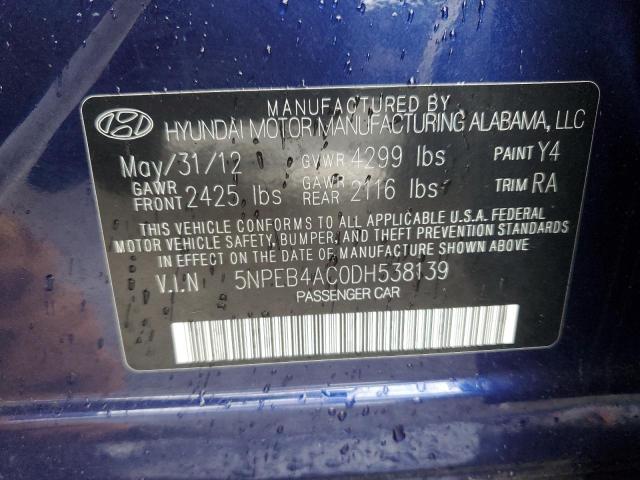 MANUFACTURED BY
HYUNDAI MOTOR MANUFACTURING ALABAMA, LLC
May/31/12 GVWR 4299 lbs PAINT Y4
GAWR FRONT 2425 lbs GAWR REAR 2116 lbs TRIM RA
THIS VEHICLE CONFORMS TO ALL APPLICABLE U.S.A. FEDERAL
MOTOR VEHICLE SAFETY, BUMPER, AND THEFT PREVENTION STANDARDS
IN EFFECT ON THE DATE OF MANUFACTURE SHOWN ABOVE
V.I.N 5NPEB4AC0DH538139
PASSENGER CAR